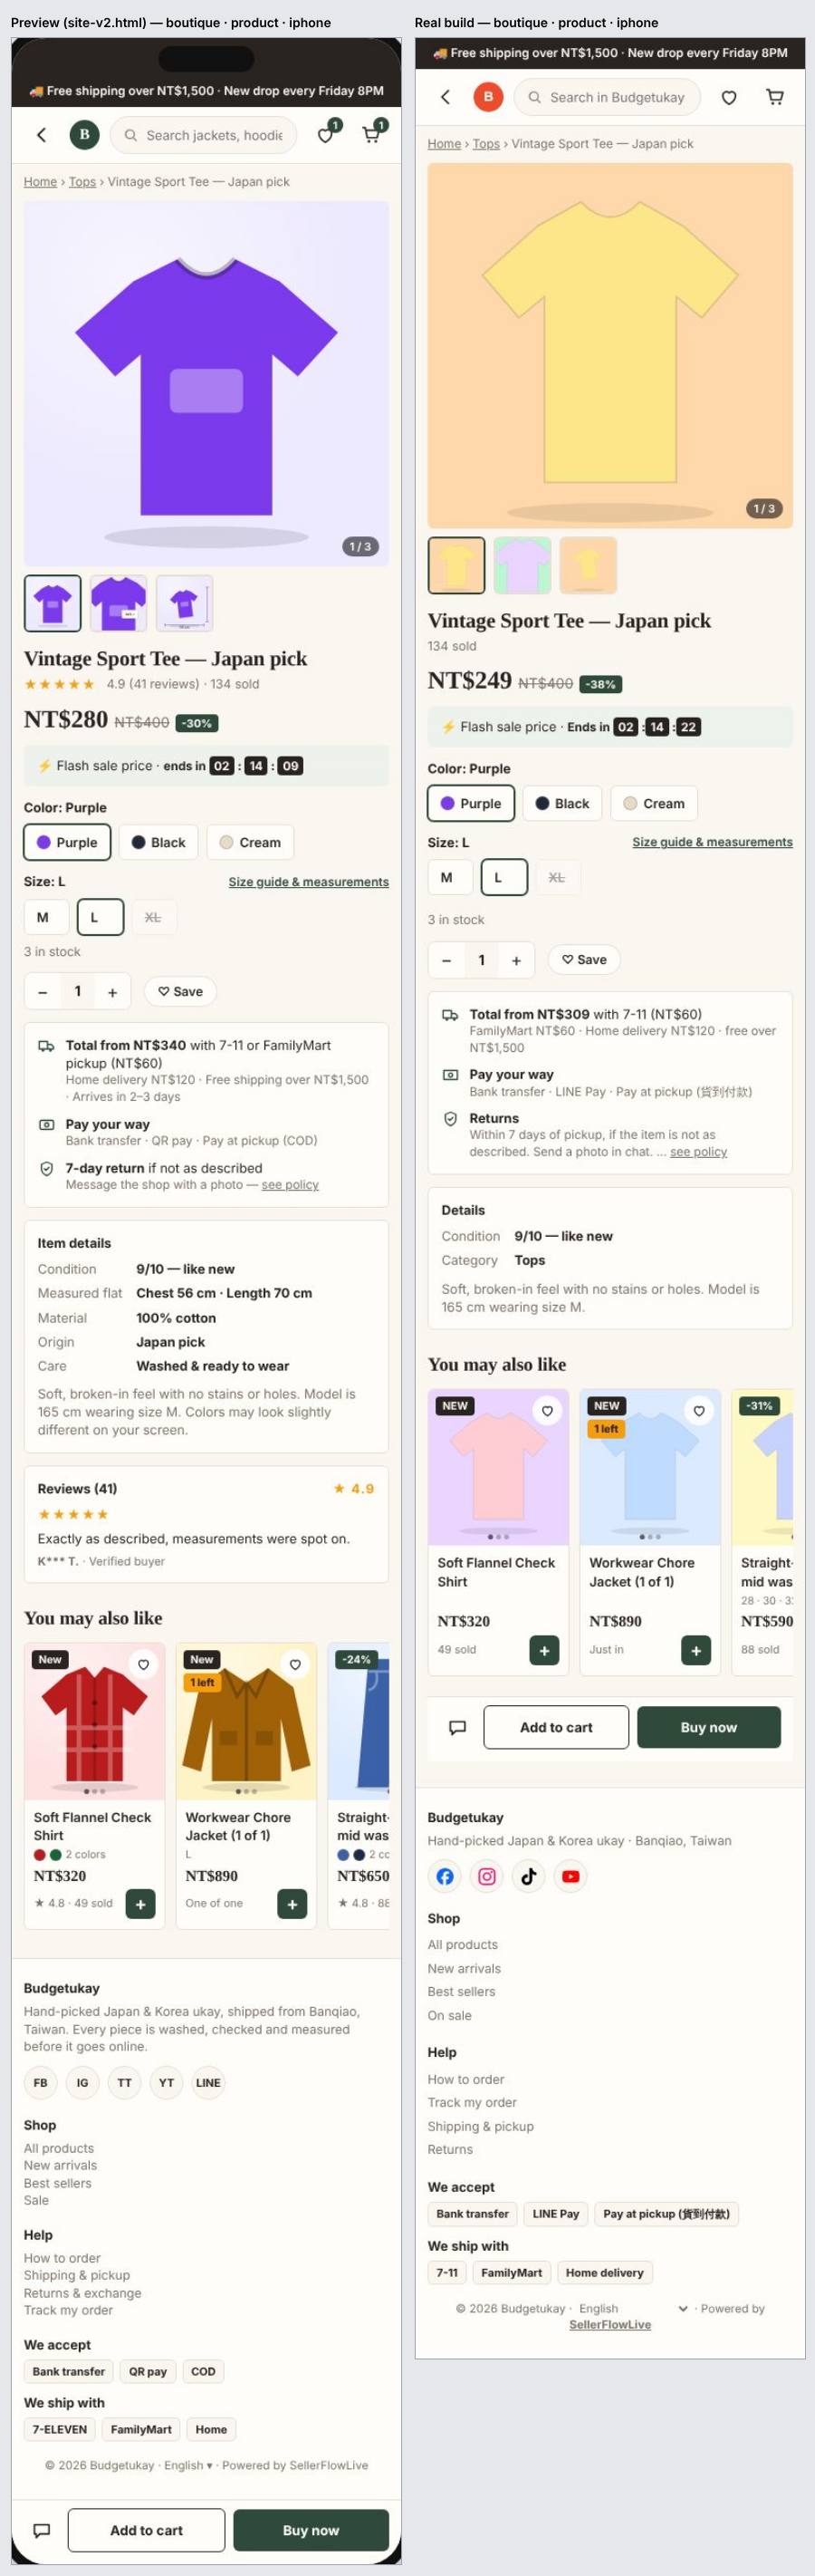 Preview (site-v2.html) — boutique · product · iphone
🚚 Free shipping over NT$1,500 · New drop every Friday 8PM
B
Search jackets, hoodie
1
1
Home › Tops › Vintage Sport Tee — Japan pick
1 / 3
Vintage Sport Tee — Japan pick
★★★★★ 4.9 (41 reviews) · 134 sold
NT$280 NT$400 -30%
⚡ Flash sale price · ends in 02 : 14 : 09
Color: Purple
Purple
Black
Cream
Size: L
Size guide & measurements
M
L
XL
3 in stock
− 1 +
♡ Save
Total from NT$340 with 7-11 or FamilyMart
pickup (NT$60)
Home delivery NT$120 · Free shipping over NT$1,500
· Arrives in 2–3 days
Pay your way
Bank transfer · QR pay · Pay at pickup (COD)
7-day return if not as described
Message the shop with a photo — see policy
Item details
Condition 9/10 — like new
Measured flat Chest 56 cm · Length 70 cm
Material 100% cotton
Origin Japan pick
Care Washed & ready to wear
Soft, broken-in feel with no stains or holes. Model is
165 cm wearing size M. Colors may look slightly
different on your screen.
Reviews (41) ★ 4.9
★★★★★
Exactly as described, measurements were spot on.
K*** T. · Verified buyer
You may also like
New
Soft Flannel Check
Shirt
2 colors
NT$320
★ 4.8 · 49 sold
+
New
1 left
Workwear Chore
Jacket (1 of 1)
L
NT$890
One of one
+
-24%
Straight-
mid was
2 co
NT$650
★ 4.8 · 88
Budgetukay
Hand-picked Japan & Korea ukay, shipped from Banqiao,
Taiwan. Every piece is washed, checked and measured
before it goes online.
FB
IG
TT
YT
LINE
Shop
All products
New arrivals
Best sellers
Sale
Help
How to order
Shipping & pickup
Returns & exchange
Track my order
We accept
Bank transfer
QR pay
COD
We ship with
7-ELEVEN
FamilyMart
Home
© 2026 Budgetukay · English ▾ · Powered by SellerFlowLive
Add to cart
Buy now
Real build — boutique · product · iphone
🚚 Free shipping over NT$1,500 · New drop every Friday 8PM
B
Search in Budgetukay
Home › Tops › Vintage Sport Tee — Japan pick
1 / 3
Vintage Sport Tee — Japan pick
134 sold
NT$249 NT$400 -38%
⚡ Flash sale price · Ends in 02 : 14 : 22
Color: Purple
Purple
Black
Cream
Size: L
Size guide & measurements
M
L
XL
3 in stock
− 1 +
♡ Save
Total from NT$309 with 7-11 (NT$60)
FamilyMart NT$60 · Home delivery NT$120 · free over
NT$1,500
Pay your way
Bank transfer · LINE Pay · Pay at pickup (貨到付款)
Returns
Within 7 days of pickup, if the item is not as
described. Send a photo in chat. ... see policy
Details
Condition 9/10 — like new
Category Tops
Soft, broken-in feel with no stains or holes. Model is
165 cm wearing size M.
You may also like
NEW
Soft Flannel Check
Shirt
NT$320
49 sold
+
NEW
1 left
Workwear Chore
Jacket (1 of 1)
NT$890
Just in
+
-31%
Straight-
mid was
28 · 30 · 3
NT$590
88 sold
Add to cart
Buy now
Budgetukay
Hand-picked Japan & Korea ukay · Banqiao, Taiwan
Shop
All products
New arrivals
Best sellers
On sale
Help
How to order
Track my order
Shipping & pickup
Returns
We accept
Bank transfer
LINE Pay
Pay at pickup (貨到付款)
We ship with
7-11
FamilyMart
Home delivery
© 2026 Budgetukay · English · Powered by
SellerFlowLive